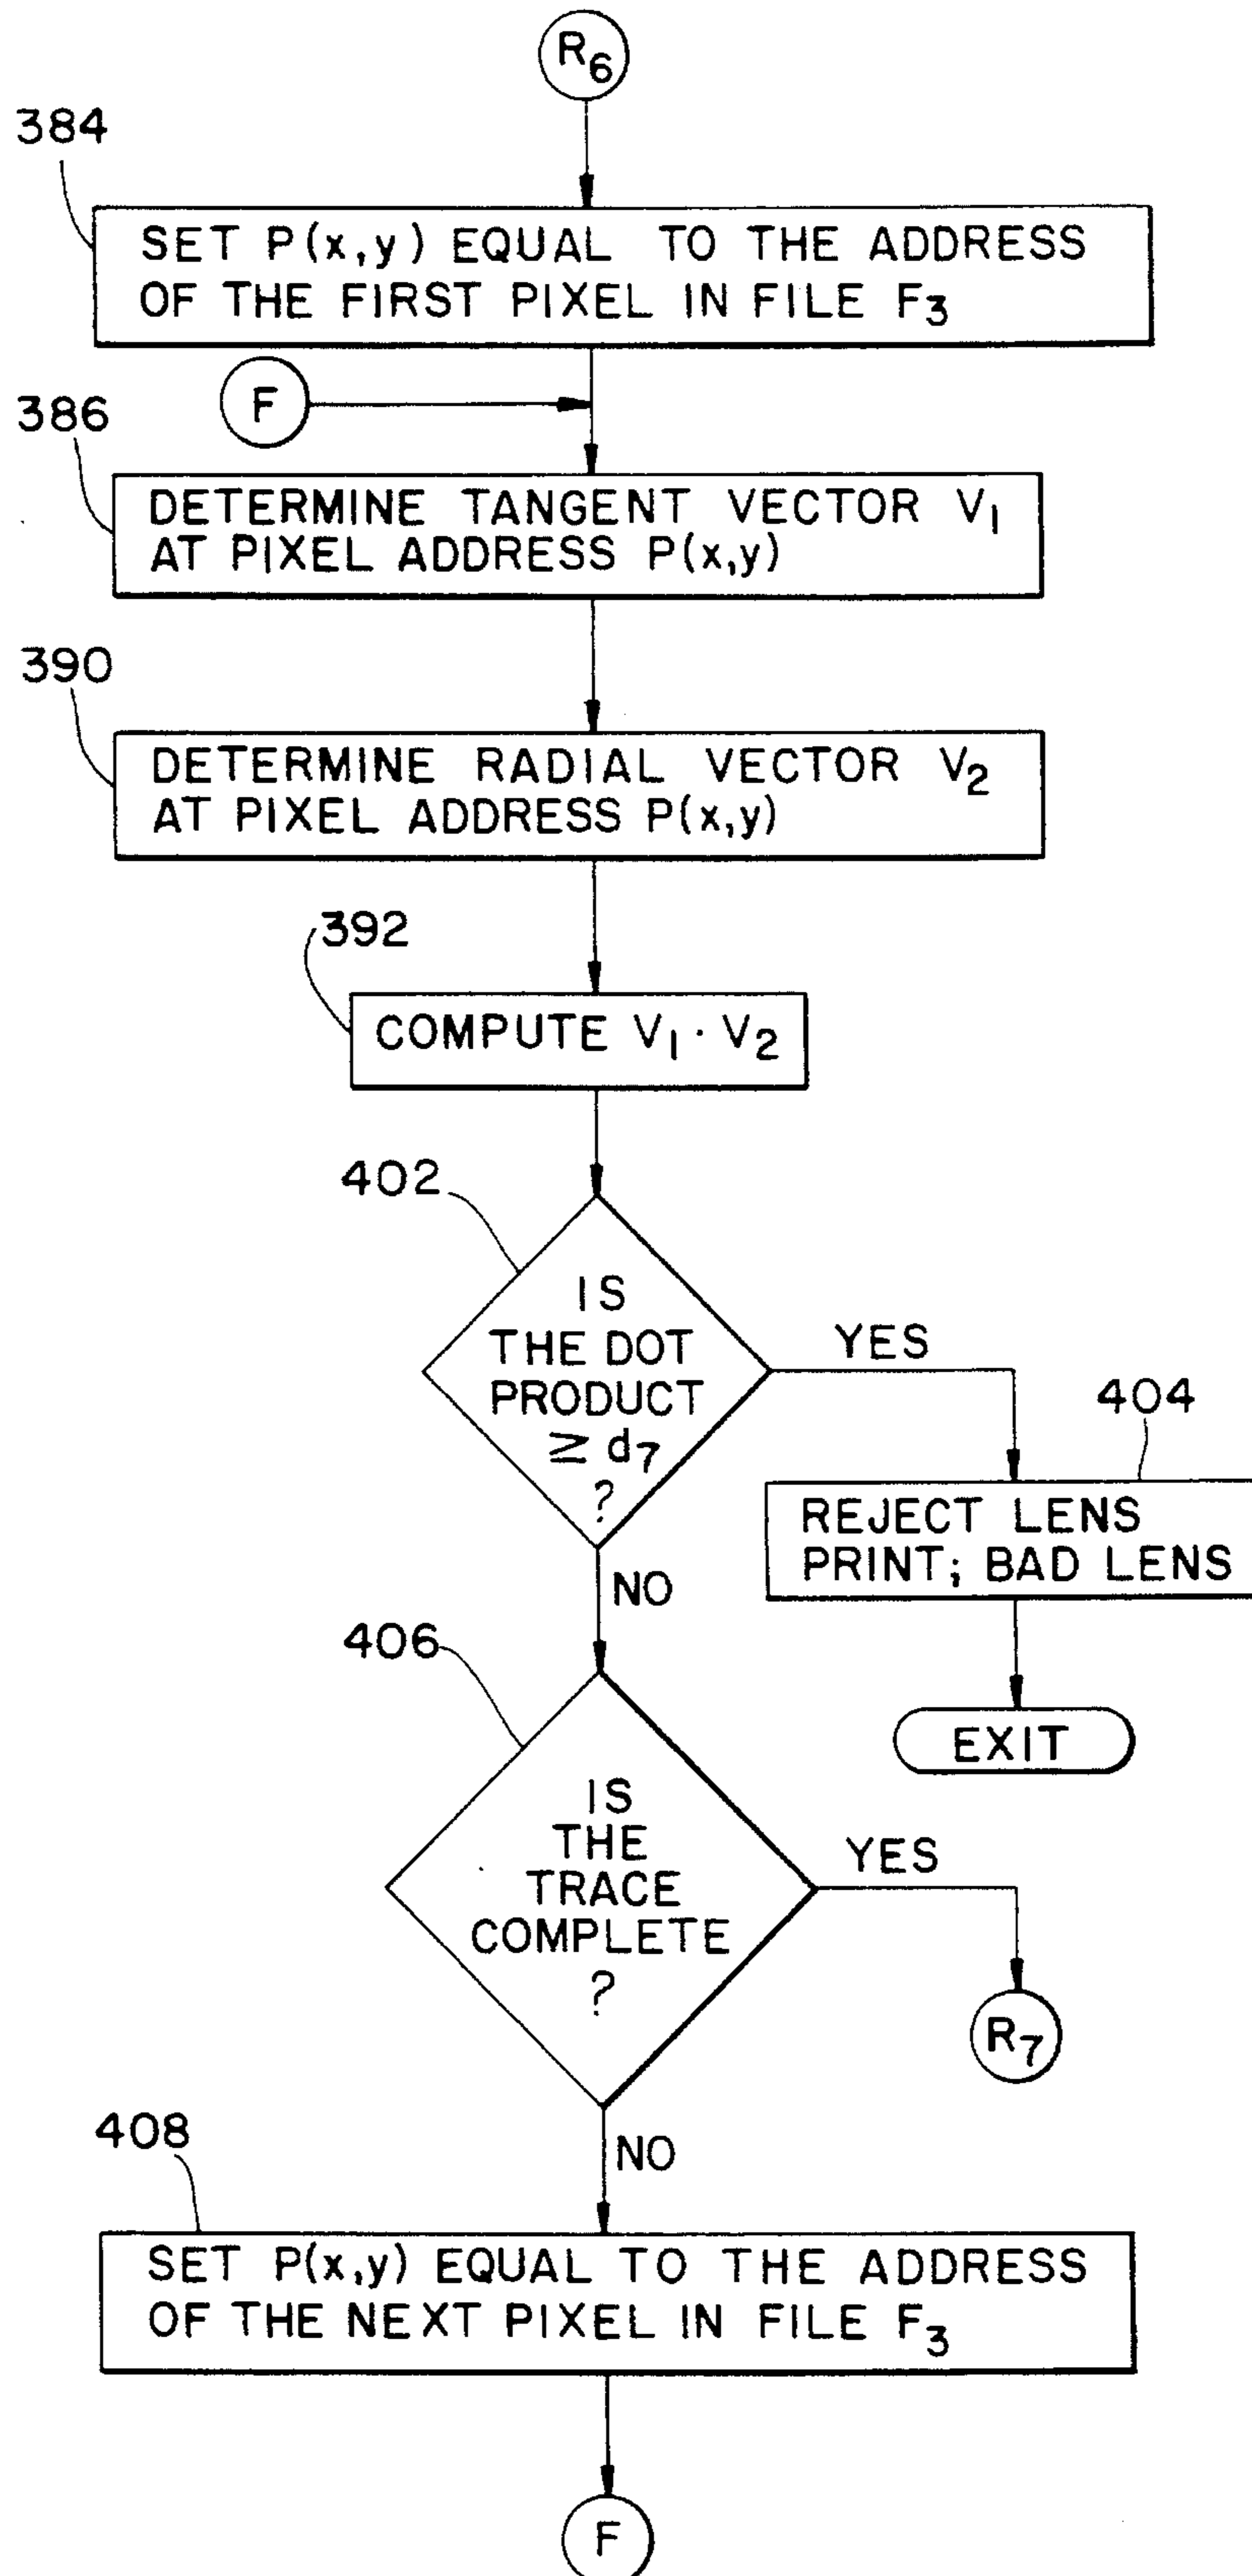 R6
384
SET P(x,y) EQUAL TO THE ADDRESS
OF THE FIRST PIXEL IN FILE F3
F
386
DETERMINE TANGENT VECTOR V1
AT PIXEL ADDRESS P(x,y)
390
DETERMINE RADIAL VECTOR V2
AT PIXEL ADDRESS P(x,y)
392
COMPUTE V1 · V2
402
IS
THE DOT
PRODUCT
≥ d7
?
YES
404
REJECT LENS
PRINT; BAD LENS
NO
EXIT
406
IS
THE
TRACE
COMPLETE
?
YES
R7
NO
408
SET P(x,y) EQUAL TO THE ADDRESS
OF THE NEXT PIXEL IN FILE F3
F